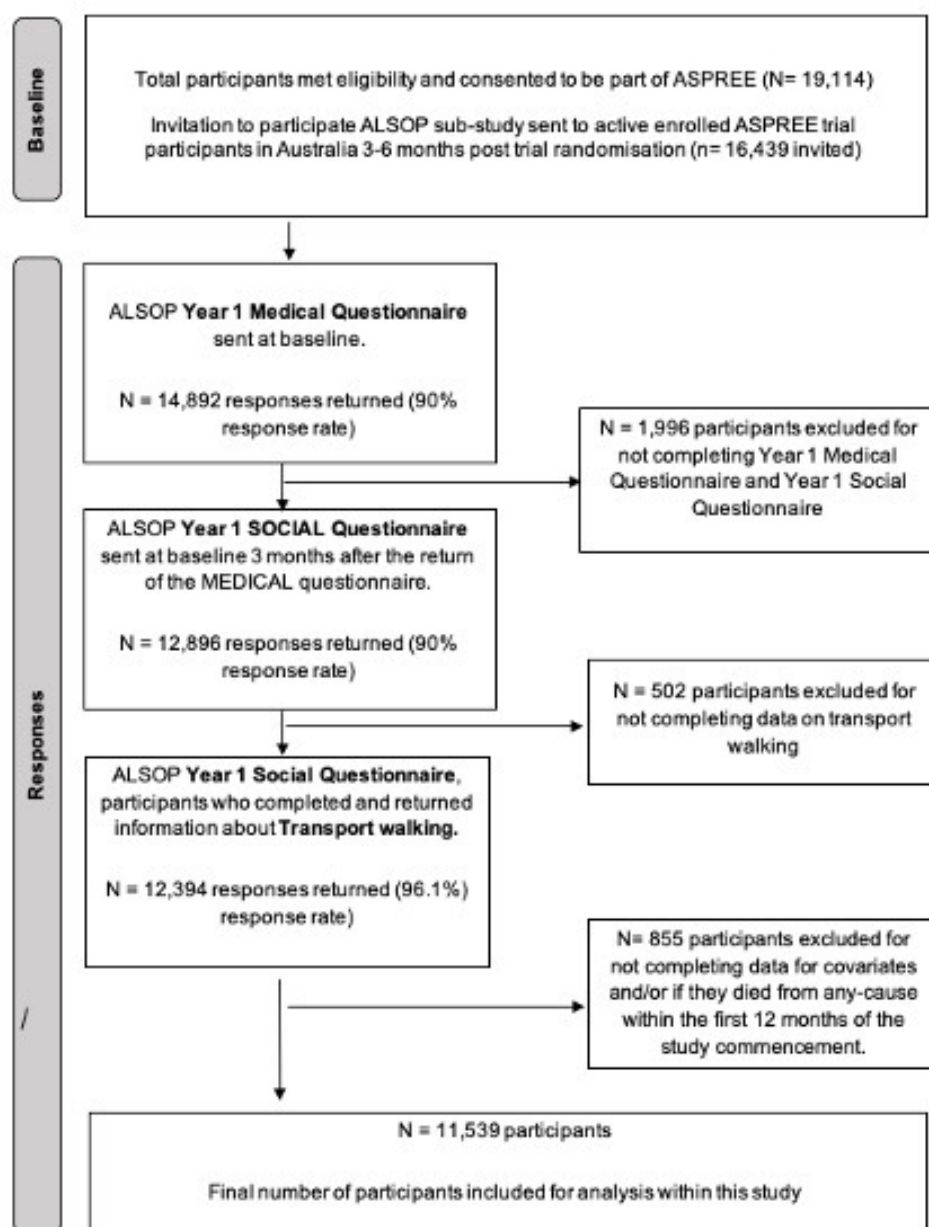 Baseline
Total participants met eligibility and consented to be part of ASPREE (N= 19,114)
Invitation to participate ALSOP sub-study sent to active enrolled ASPREE trial
participants in Australia 3-6 months post trial randomisation (n= 16,439 invited)
Responses
/
ALSOP Year 1 Medical Questionnaire
sent at baseline.
N = 14,892 responses returned (90%
response rate)
N = 1,996 participants excluded for
not completing Year 1 Medical
Questionnaire and Year 1 Social
Questionnaire
ALSOP Year 1 SOCIAL Questionnaire
sent at baseline 3 months after the return
of the MEDICAL questionnaire.
N = 12,896 responses returned (90%
response rate)
N = 502 participants excluded for
not completing data on transport
walking
ALSOP Year 1 Social Questionnaire,
participants who completed and returned
information about Transport walking.
N = 12,394 responses returned (96.1%)
response rate)
N= 855 participants excluded for
not completing data for covariates
and/or if they died from any-cause
within the first 12 months of the
study commencement.
N = 11,539 participants
Final number of participants included for analysis within this study